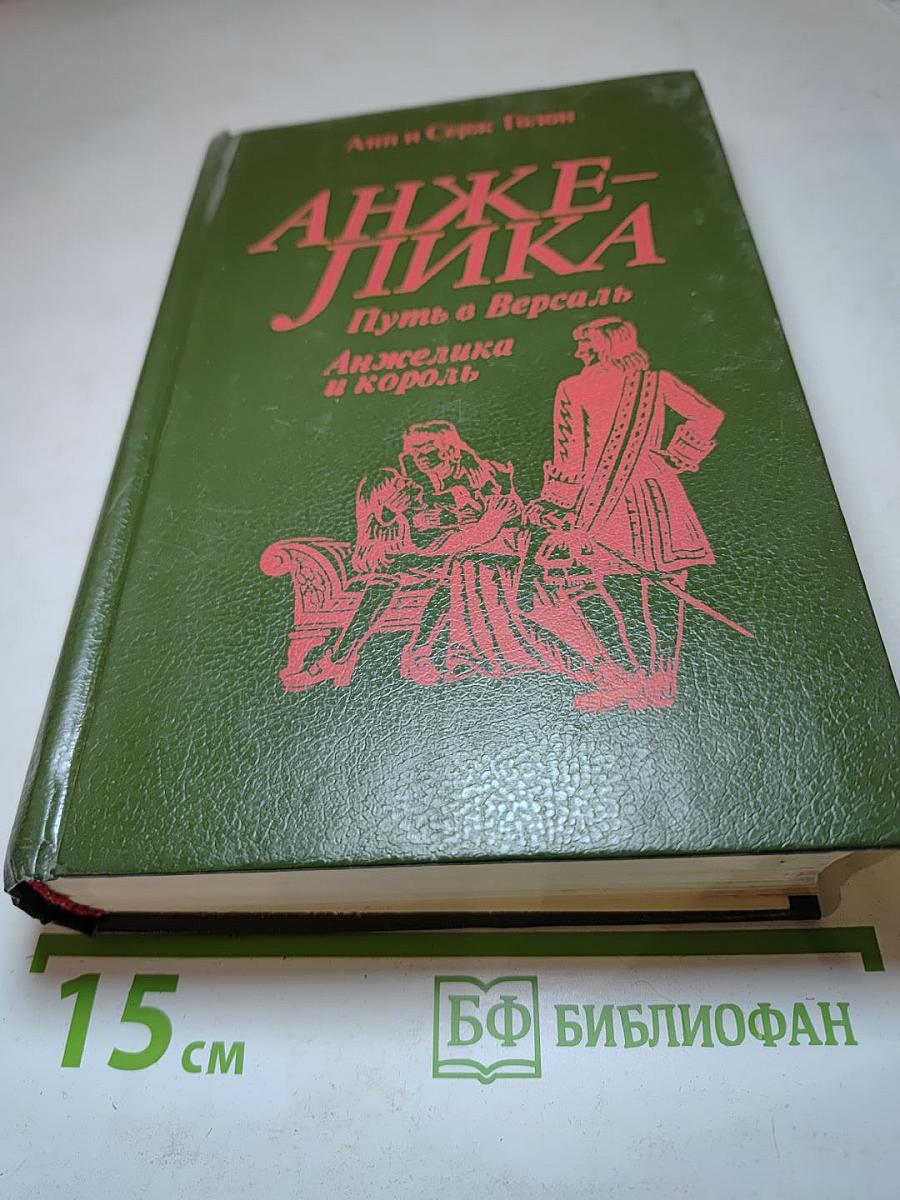 Анн и Серж Голон
АНЖЕ-
ЛИКА
Путь в Версаль
Анжелика
и король
15 см
БФ БИБЛИОФАН